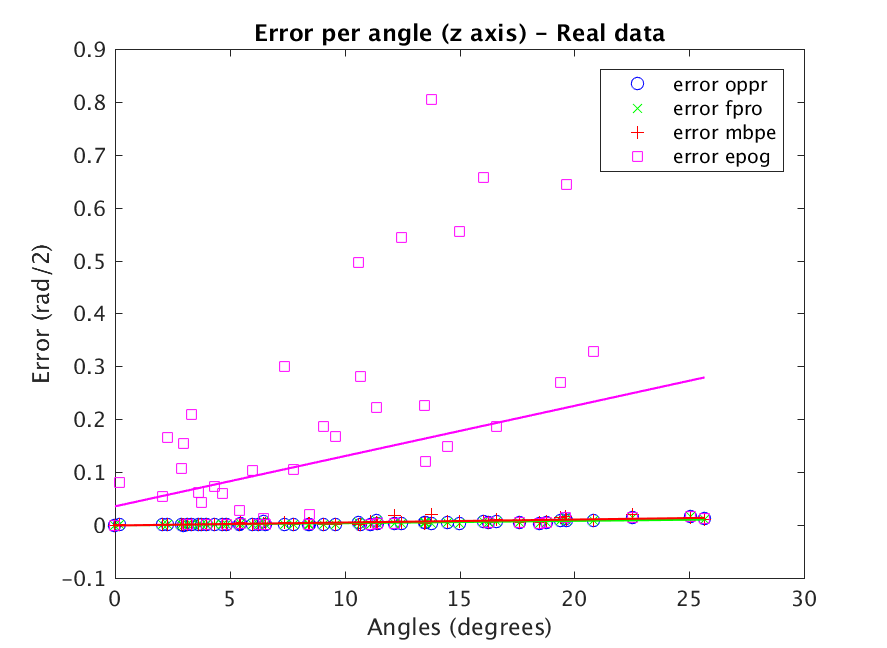 Error per angle (z axis) – Real data
error oppr
error fpro
error mbpe
error epog
0.9
0.8
0.7
0.6
0.5
0.4
0.3
0.2
0.1
0
−0.1
Error (rad/2)
0 5 10 15 20 25 30
Angles (degrees)